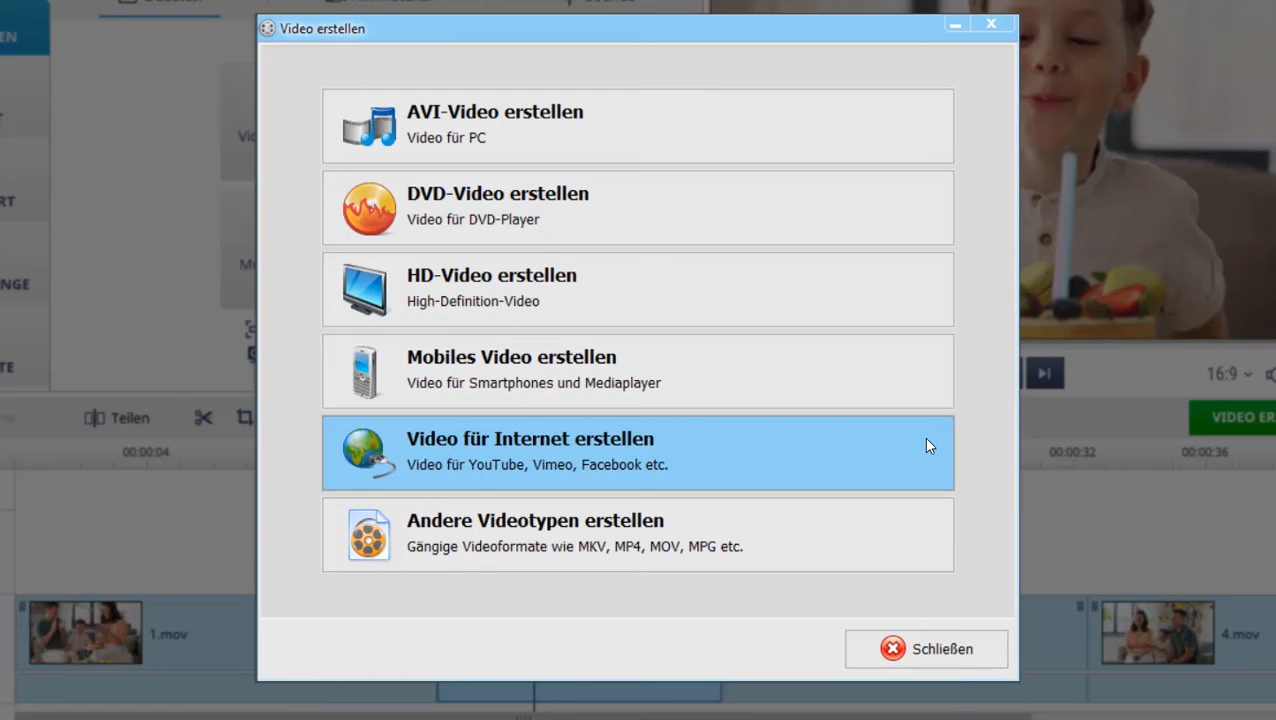 Video erstellen
EN
AVI-Video erstellen
Video für PC
DVD-Video erstellen
Video für DVD-Player
HD-Video erstellen
High-Definition-Video
Mobiles Video erstellen
Video für Smartphones und Mediaplayer
16:9
Teilen
Video für Internet erstellen
Video für YouTube, Vimeo, Facebook etc.
VIDEO ER
00:00:04
00:00:32
00:00:36
Andere Videotypen erstellen
Gängige Videoformate wie MKV, MP4, MOV, MPG etc.
1.mov
4.mov
Schließen